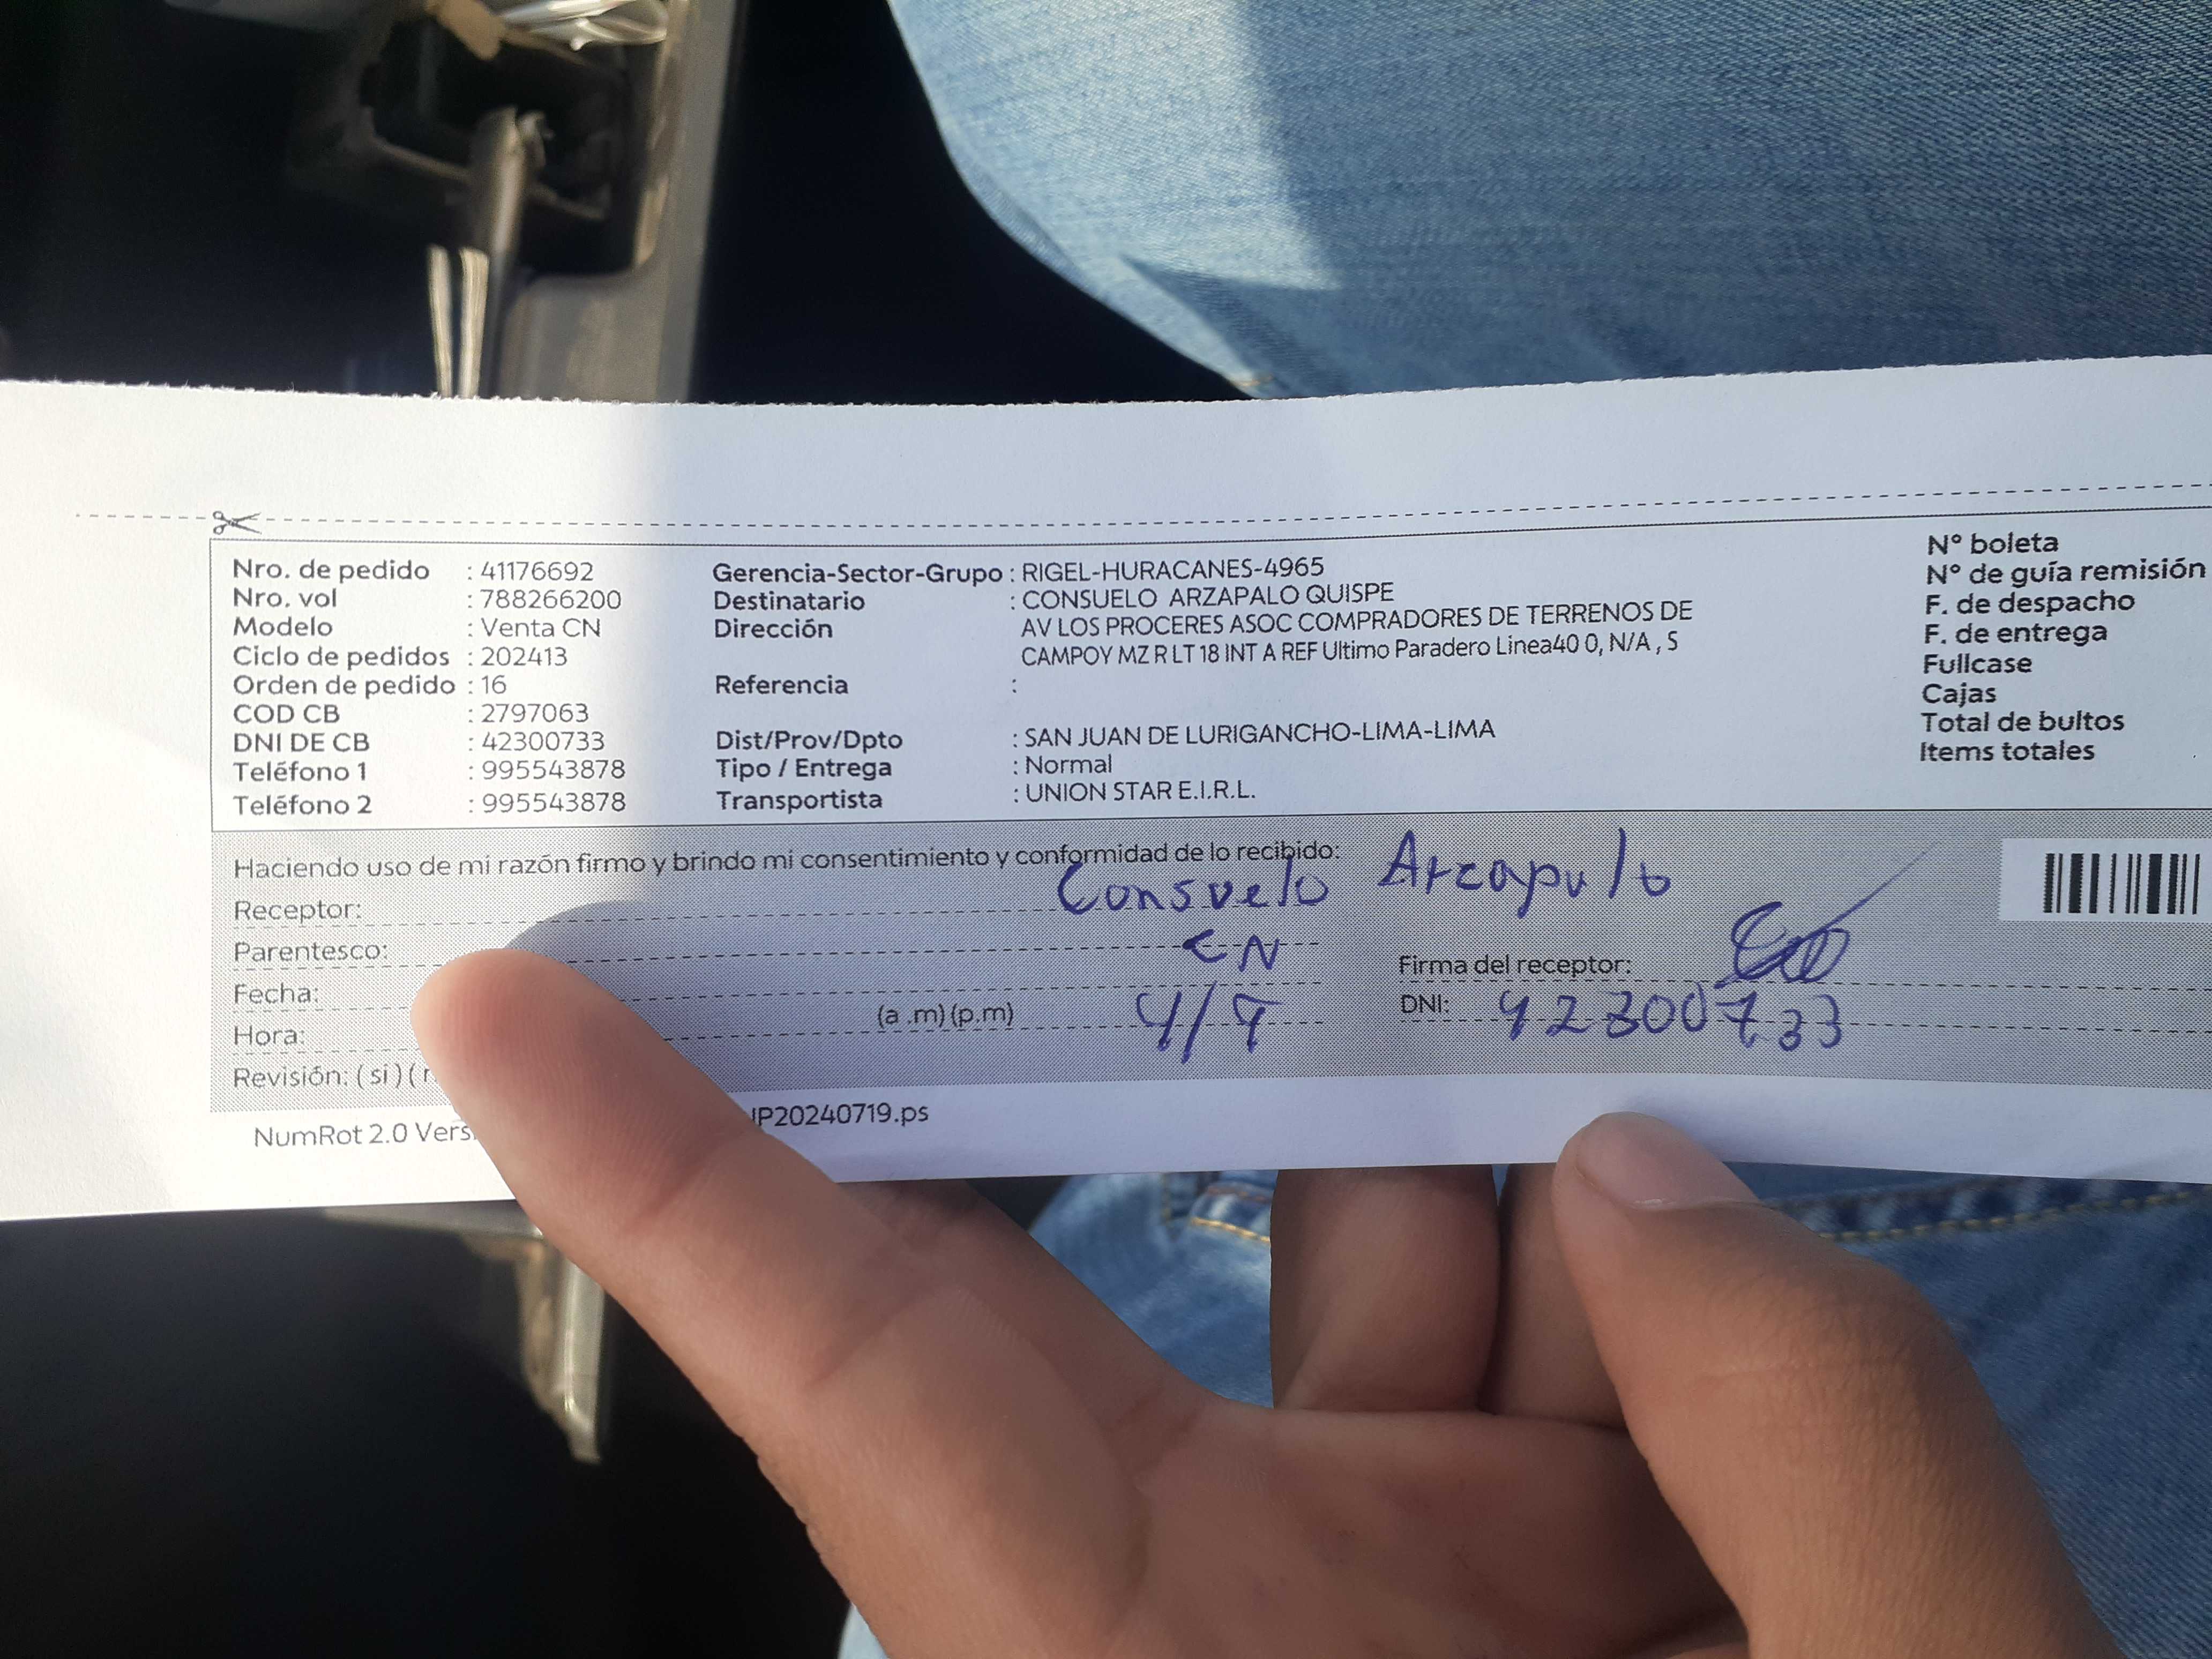 Nro. de pedido : 41176692
Nro. vol : 788266200
Modelo : Venta CN
Ciclo de pedidos : 202413
Orden de pedido : 16
COD CB : 2797063
DNI DE CB : 42300733
Teléfono 1 : 995543878
Teléfono 2 : 995543878
Gerencia-Sector-Grupo : RIGEL-HURACANES-4965
Destinatario : CONSUELO ARZAPALO QUISPE
Dirección AV LOS PROCERES ASOC COMPRADORES DE TERRENOS DE
CAMPOY MZ R LT 18 INT A REF Ultimo Paradero Linea40 0, N/A , S
Referencia :
Dist/Prov/Dpto : SAN JUAN DE LURIGANCHO-LIMA-LIMA
Tipo / Entrega : Normal
Transportista : UNION STAR E.I.R.L.
N° boleta
N° de guía remisión
F. de despacho
F. de entrega
Fullcase
Cajas
Total de bultos
Items totales
Haciendo uso de mi razón firmo y brindo mi consentimiento y conformidad de lo recibido:
Receptor: Consuelo Arzapalo
Parentesco: CN
Fecha:
Hora: (a .m) (p.m)
Firma del receptor:
DNI: 42300733
Revisión: ( si ) (
NumRot 2.0 Vers
P20240719.ps